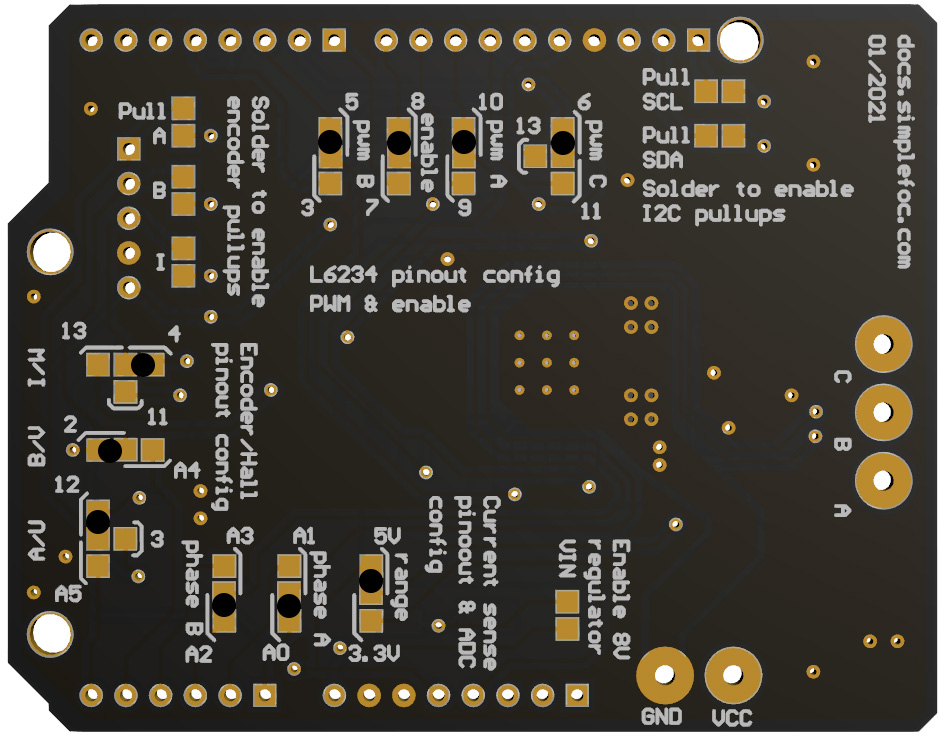 docs.simplefoc.com
01/2021
Pull
SCL
Pull
SDA
Solder to enable
I2C pullups
Pull
A
B
I
Solder to enable
encoder pullups
5
pwm B
3
8
enable
7
10
pwm A
9
13
6
pwm C
11
L6234 pinout config
PWM & enable
13
4
I/W
11
2
B/V
A4
12
A/U
3
A5
Encoder/Hall
pinout config
A3
phase B
A2
A1
phase A
A0
5V
range
3.3V
Current sense
pinoout & ADC
config
Enable 8V
regulator
VIN
C
B
A
GND
VCC